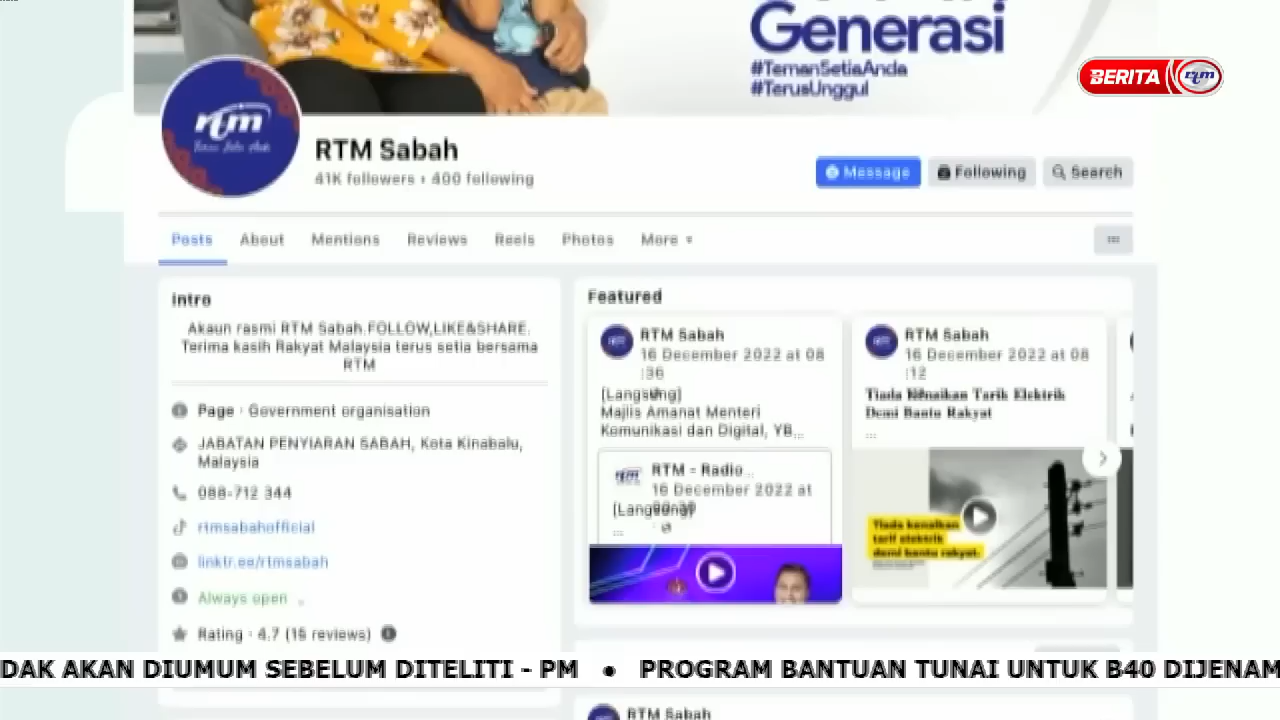 Generasi
#TemanSetiaAnda
#TerusUnggul
BERITA rtm
rtm
RTM Sabah
41K followers • 400 following
Message
Following
Search
Posts
About
Mentions
Reviews
Reels
Photos
More
Intro
Akaun rasmi RTM Sabah.FOLLOW,LIKE&SHARE.
Terima kasih Rakyat Malaysia terus setia bersama
RTM
Page · Government organisation
JABATAN PENYIARAN SABAH, Kota Kinabalu,
Malaysia
088-712 344
rtmsabahofficial
linktr.ee/rtmsabah
Always open
Rating · 4.7 (15 reviews)
Featured
RTM Sabah
16 December 2022 at 08
:36
[Langsung]
Majlis Amanat Menteri
Komunikasi dan Digital, YB...
RTM - Radio ...
16 December 2022 at
[Langsung]
...
RTM Sabah
16 December 2022 at 08
:12
Tiada Kenaikan Tarik Elektrik
Demi Bantu Rakyat
...
Tiada kenaikan
tarif elektrik
demi bantu rakyat.
DAK AKAN DIUMUM SEBELUM DITELITI - PM • PROGRAM BANTUAN TUNAI UNTUK B40 DIJENAM
RTM Sabah